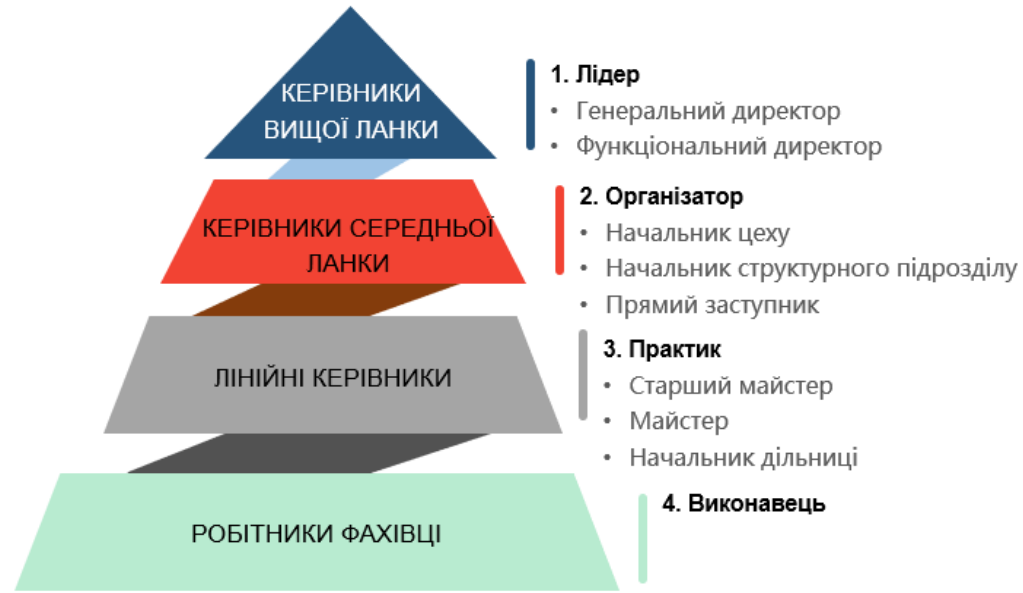 КЕРІВНИКИ
ВИЩОЇ ЛАНКИ
1. Лідер
• Генеральний директор
• Функціональний директор
КЕРІВНИКИ СЕРЕДНЬОЇ
ЛАНКИ
2. Організатор
• Начальник цеху
• Начальник структурного підрозділу
• Прямий заступник
ЛІНІЙНІ КЕРІВНИКИ
3. Практик
• Старший майстер
• Майстер
• Начальник дільниці
РОБІТНИКИ ФАХІВЦІ
4. Виконавець